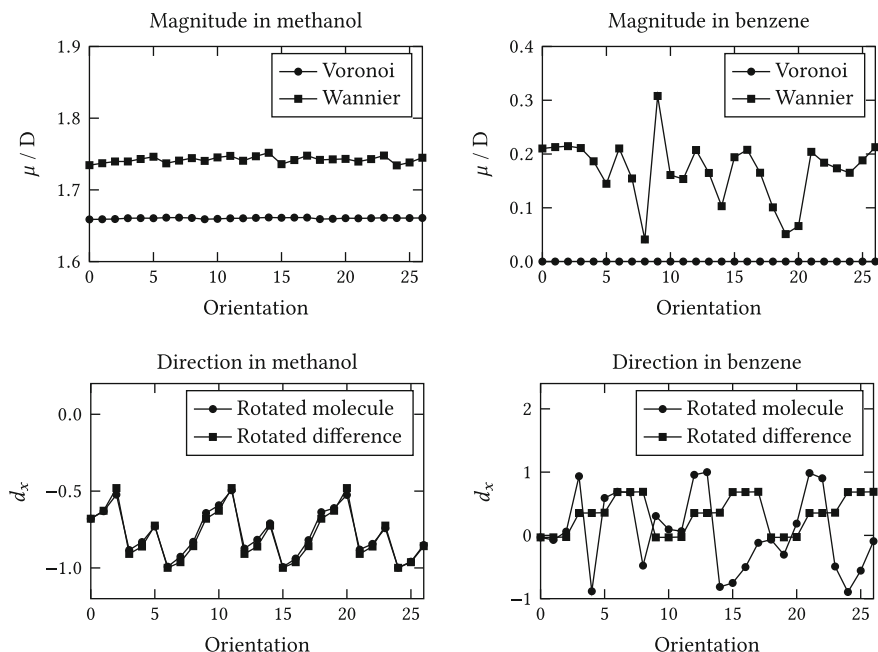 Magnitude in methanol
1.9
1.8
1.7
1.6
μ / D
Voronoi
Wannier
0 5 10 15 20 25
Orientation
Magnitude in benzene
0.4
0.3
0.2
0.1
0.0
μ / D
Voronoi
Wannier
0 5 10 15 20 25
Orientation
Direction in methanol
0.0
−0.5
−1.0
dₓ
Rotated molecule
Rotated difference
0 5 10 15 20 25
Orientation
Direction in benzene
2
1
0
−1
dₓ
Rotated molecule
Rotated difference
0 5 10 15 20 25
Orientation